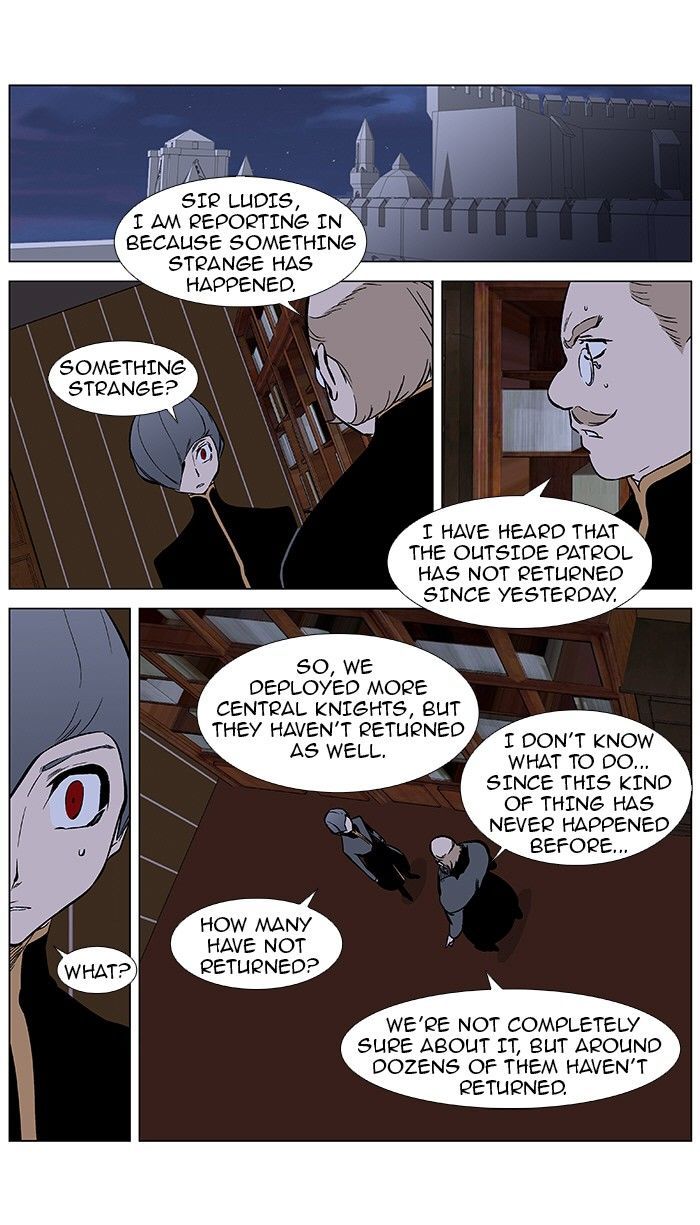 SIR LUDIS,
I AM REPORTING IN
BECAUSE SOMETHING
STRANGE HAS
HAPPENED.
SOMETHING
STRANGE?
I HAVE HEARD THAT
THE OUTSIDE PATROL
HAS NOT RETURNED
SINCE YESTERDAY.
SO, WE
DEPLOYED MORE
CENTRAL KNIGHTS, BUT
THEY HAVEN'T RETURNED
AS WELL.
I DON'T KNOW
WHAT TO DO...
SINCE THIS KIND
OF THING HAS
NEVER HAPPENED
BEFORE...
WHAT?
HOW MANY
HAVE NOT
RETURNED?
WE'RE NOT COMPLETELY
SURE ABOUT IT, BUT AROUND
DOZENS OF THEM HAVEN'T
RETURNED.